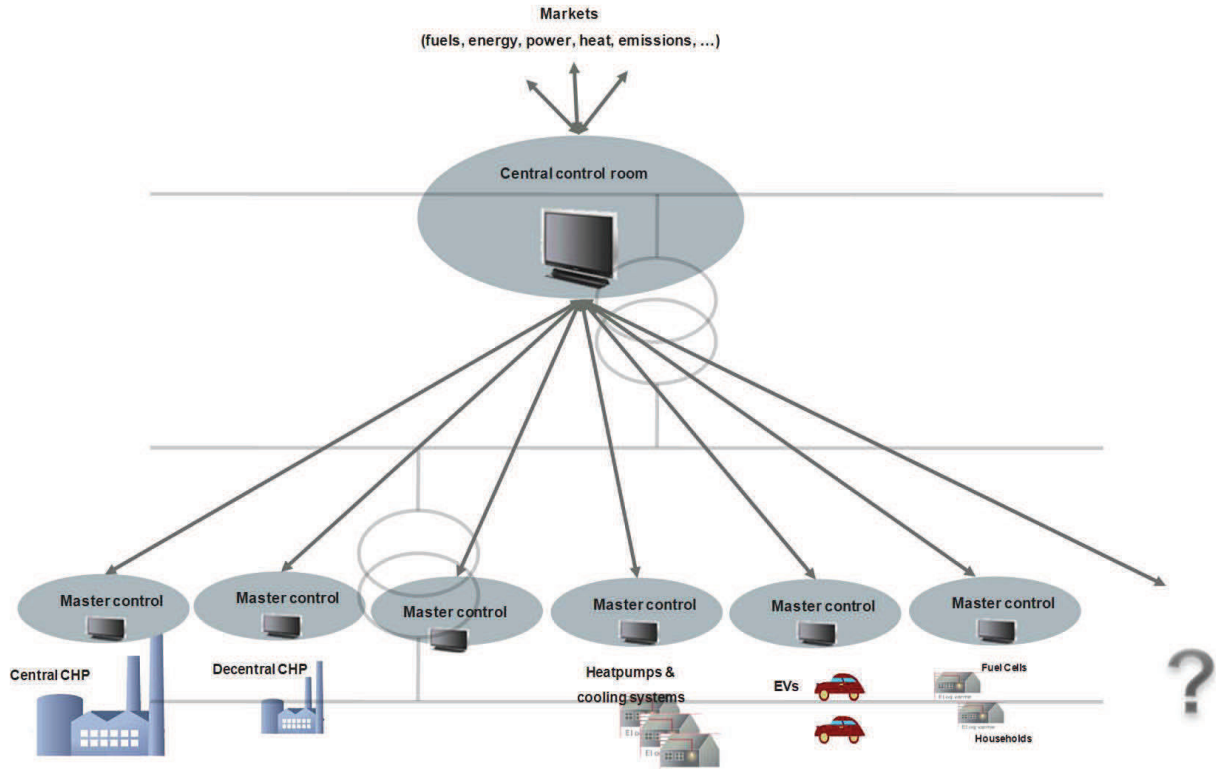 Markets
(fuels, energy, power, heat, emissions, ...)
Central control room
Master control
Master control
Master control
Master control
Master control
Master control
Central CHP
Decentral CHP
Heatpumps &
cooling systems
EVs
Fuel Cells
Households
?